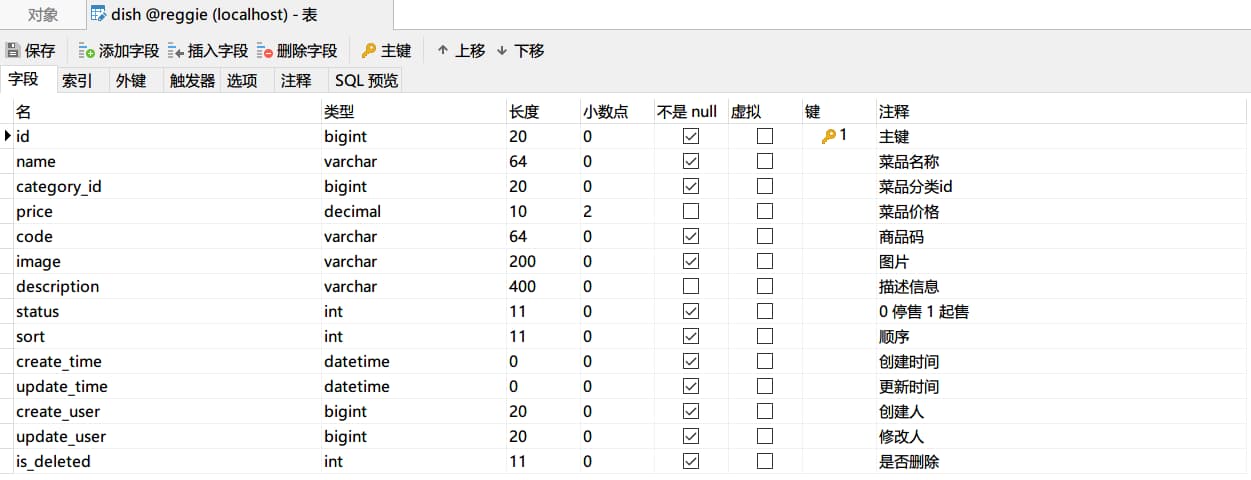 对象 dish @reggie (localhost) - 表
保存 添加字段 插入字段 删除字段 主键 上移 下移
字段 索引 外键 触发器 选项 注释 SQL 预览
名 类型 长度 小数点 不是 null 虚拟 键 注释
id bigint 20 0 1 主键
name varchar 64 0 菜品名称
category_id bigint 20 0 菜品分类id
price decimal 10 2 菜品价格
code varchar 64 0 商品码
image varchar 200 0 图片
description varchar 400 0 描述信息
status int 11 0 0 停售 1 起售
sort int 11 0 顺序
create_time datetime 0 0 创建时间
update_time datetime 0 0 更新时间
create_user bigint 20 0 创建人
update_user bigint 20 0 修改人
is_deleted int 11 0 是否删除